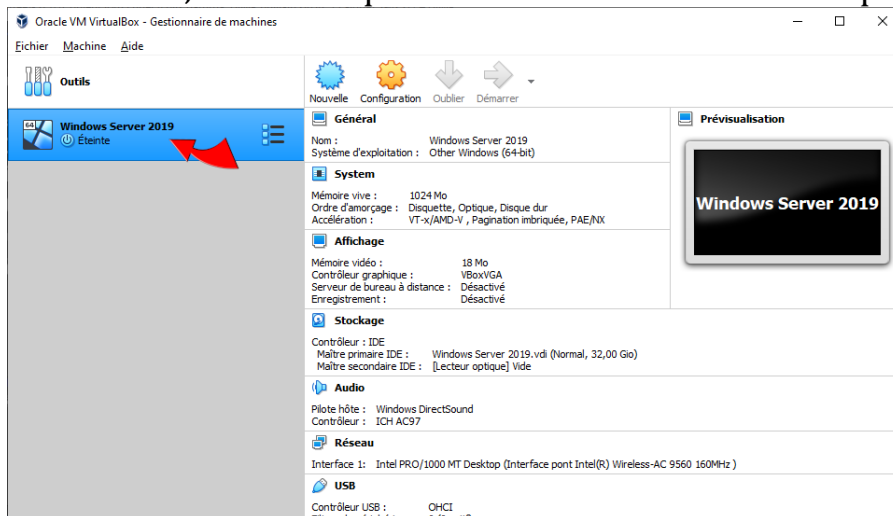 Oracle VM VirtualBox - Gestionnaire de machines
Fichier Machine Aide
Outils
Nouvelle Configuration Oublier Démarrer
64
Windows Server 2019
Éteinte
Général
Nom : Windows Server 2019
Système d'exploitation : Other Windows (64-bit)
System
Mémoire vive : 1024 Mo
Ordre d'amorçage : Disquette, Optique, Disque dur
Accélération : VT-x/AMD-V , Pagination imbriquée, PAE/NX
Affichage
Mémoire vidéo : 18 Mo
Contrôleur graphique : VBoxVGA
Serveur de bureau à distance : Désactivé
Enregistrement : Désactivé
Prévisualisation
Windows Server 2019
Stockage
Contrôleur : IDE
Maître primaire IDE : Windows Server 2019.vdi (Normal, 32,00 Gio)
Maître secondaire IDE : [Lecteur optique] Vide
Audio
Pilote hôte : Windows DirectSound
Contrôleur : ICH AC97
Réseau
Interface 1: Intel PRO/1000 MT Desktop (Interface pont Intel(R) Wireless-AC 9560 160MHz )
USB
Contrôleur USB : OHCI